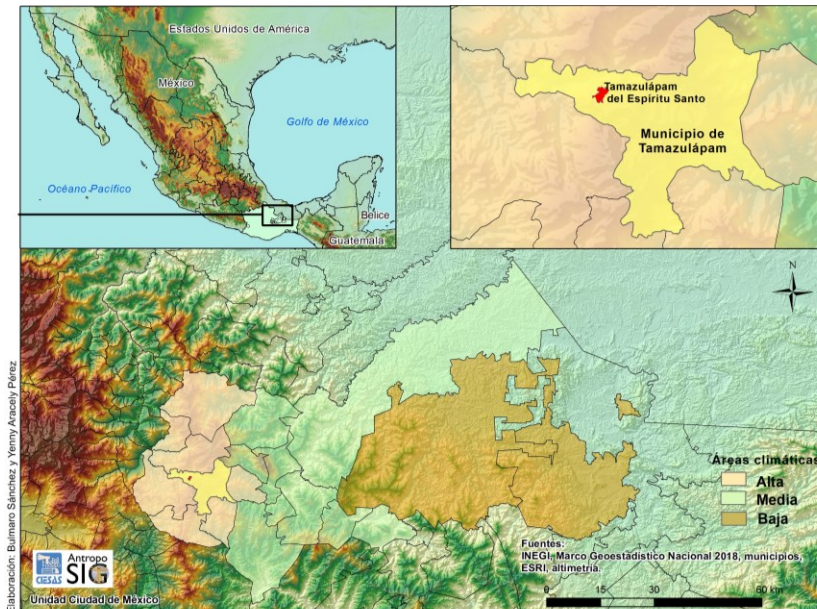 Estados Unidos de América
México
Golfo de México
Océano Pacífico
Belice
Guatemala
Tamazulápam
del Espíritu Santo
Municipio de
Tamazulápam
N
Áreas climáticas
Alta
Media
Baja
Fuentes:
INEGI, Marco Geoestadístico Nacional 2018, municipios,
ESRI, altimetría.
0
15
30
60 km
CIESAS
Antropo
SIG
Unidad Ciudad de México
Elaboración: Bulmaro Sánchez y Yenny Aracely Pérez